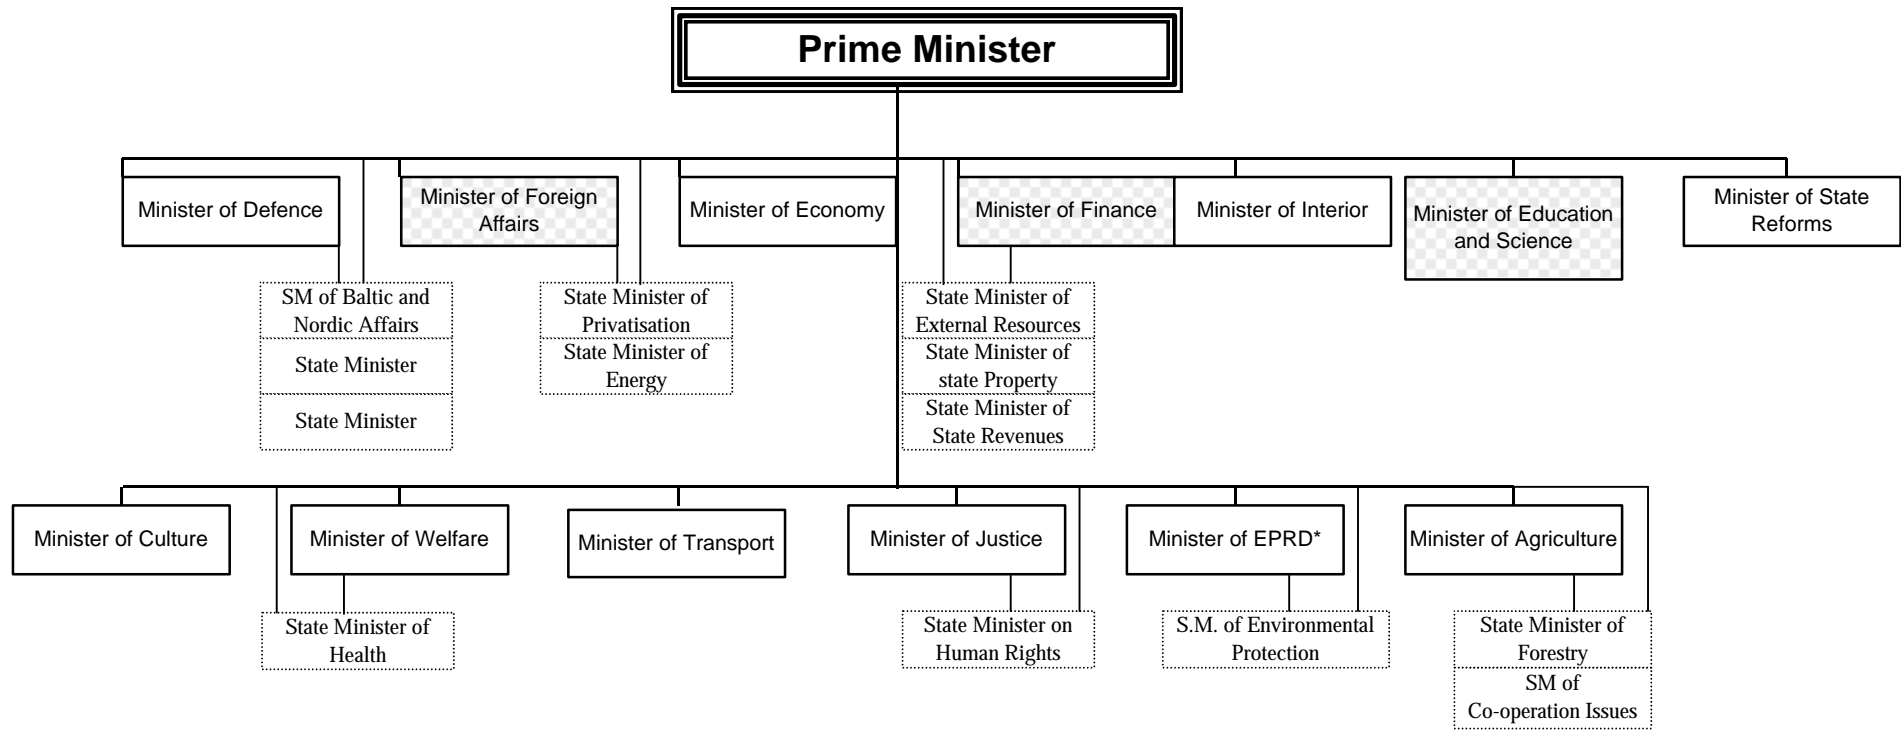 Prime Minister
Minister of Defence
Minister of Foreign
Affairs
Minister of Economy
Minister of Finance
Minister of Interior
Minister of Education
and Science
Minister of State
Reforms
SM of Baltic and
Nordic Affairs
State Minister
State Minister
State Minister of
Privatisation
State Minister of
Energy
State Minister of
External Resources
State Minister of
state Property
State Minister of
State Revenues
Minister of Culture
Minister of Welfare
Minister of Transport
Minister of Justice
Minister of EPRD*
Minister of Agriculture
State Minister of
Health
State Minister on
Human Rights
S.M. of Environmental
Protection
State Minister of
Forestry
SM of
Co-operation Issues